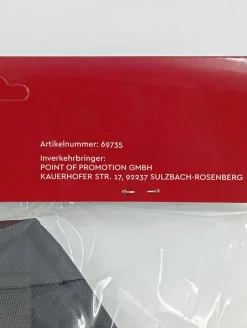 Artikelnummer: 69735
Inverkehrbringer:
POINT OF PROMOTION GMBH
KAUERHOFER STR. 17, 92237 SULZBACH-ROSENBERG